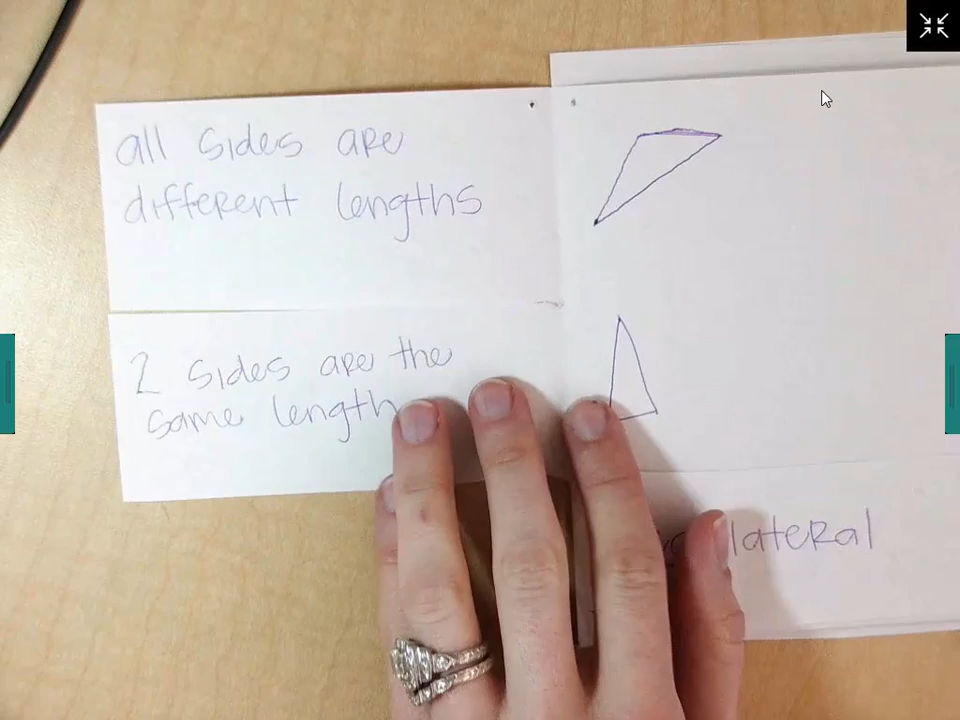 all sides are
different lengths
2 sides are the
same length
lateral